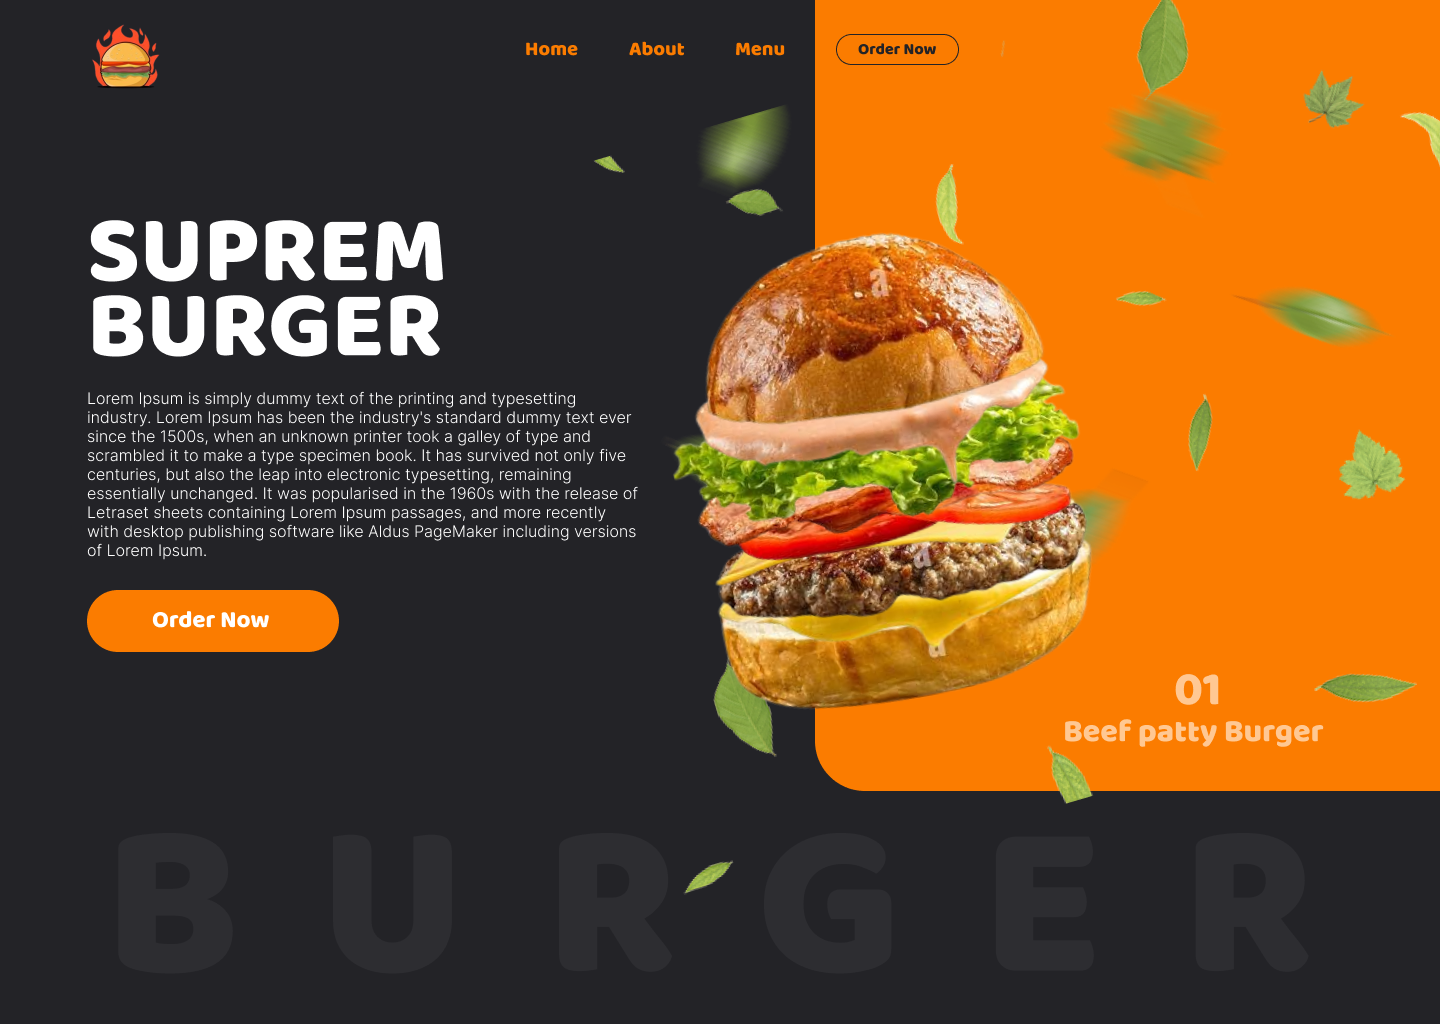 Home About Menu Order Now
SUPREM
BURGER
Lorem Ipsum is simply dummy text of the printing and typesetting
industry. Lorem Ipsum has been the industry's standard dummy text ever
since the 1500s, when an unknown printer took a galley of type and
scrambled it to make a type specimen book. It has survived not only five
centuries, but also the leap into electronic typesetting, remaining
essentially unchanged. It was popularised in the 1960s with the release of
Letraset sheets containing Lorem Ipsum passages, and more recently
with desktop publishing software like Aldus PageMaker including versions
of Lorem Ipsum.
Order Now
a
a
a
01
Beef patty Burger
BURGER